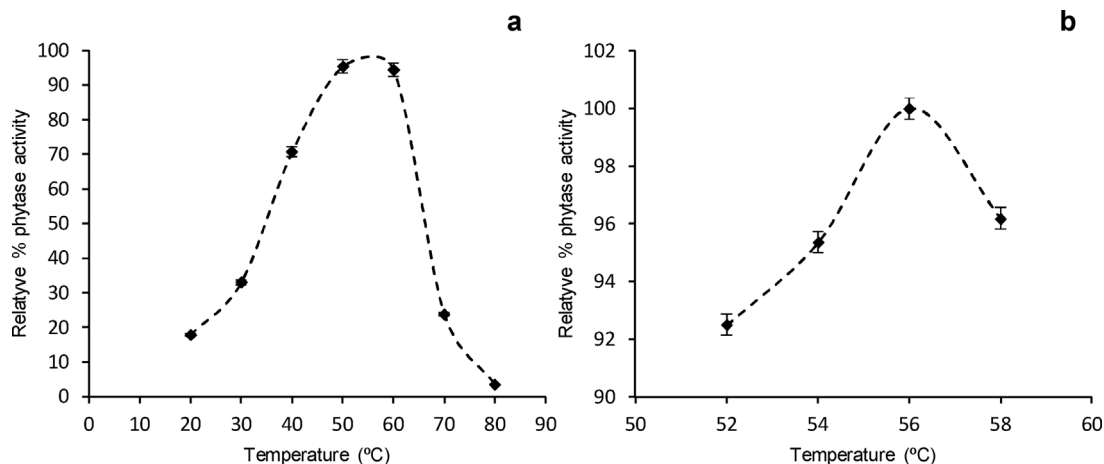 a
100
90
80
70
60
50
40
30
20
10
0
Relatyve % phytase activity
0 10 20 30 40 50 60 70 80 90
Temperature (ºC)
b
102
100
98
96
94
92
90
Relatyve % phytase activity
50 52 54 56 58 60
Temperature (ºC)